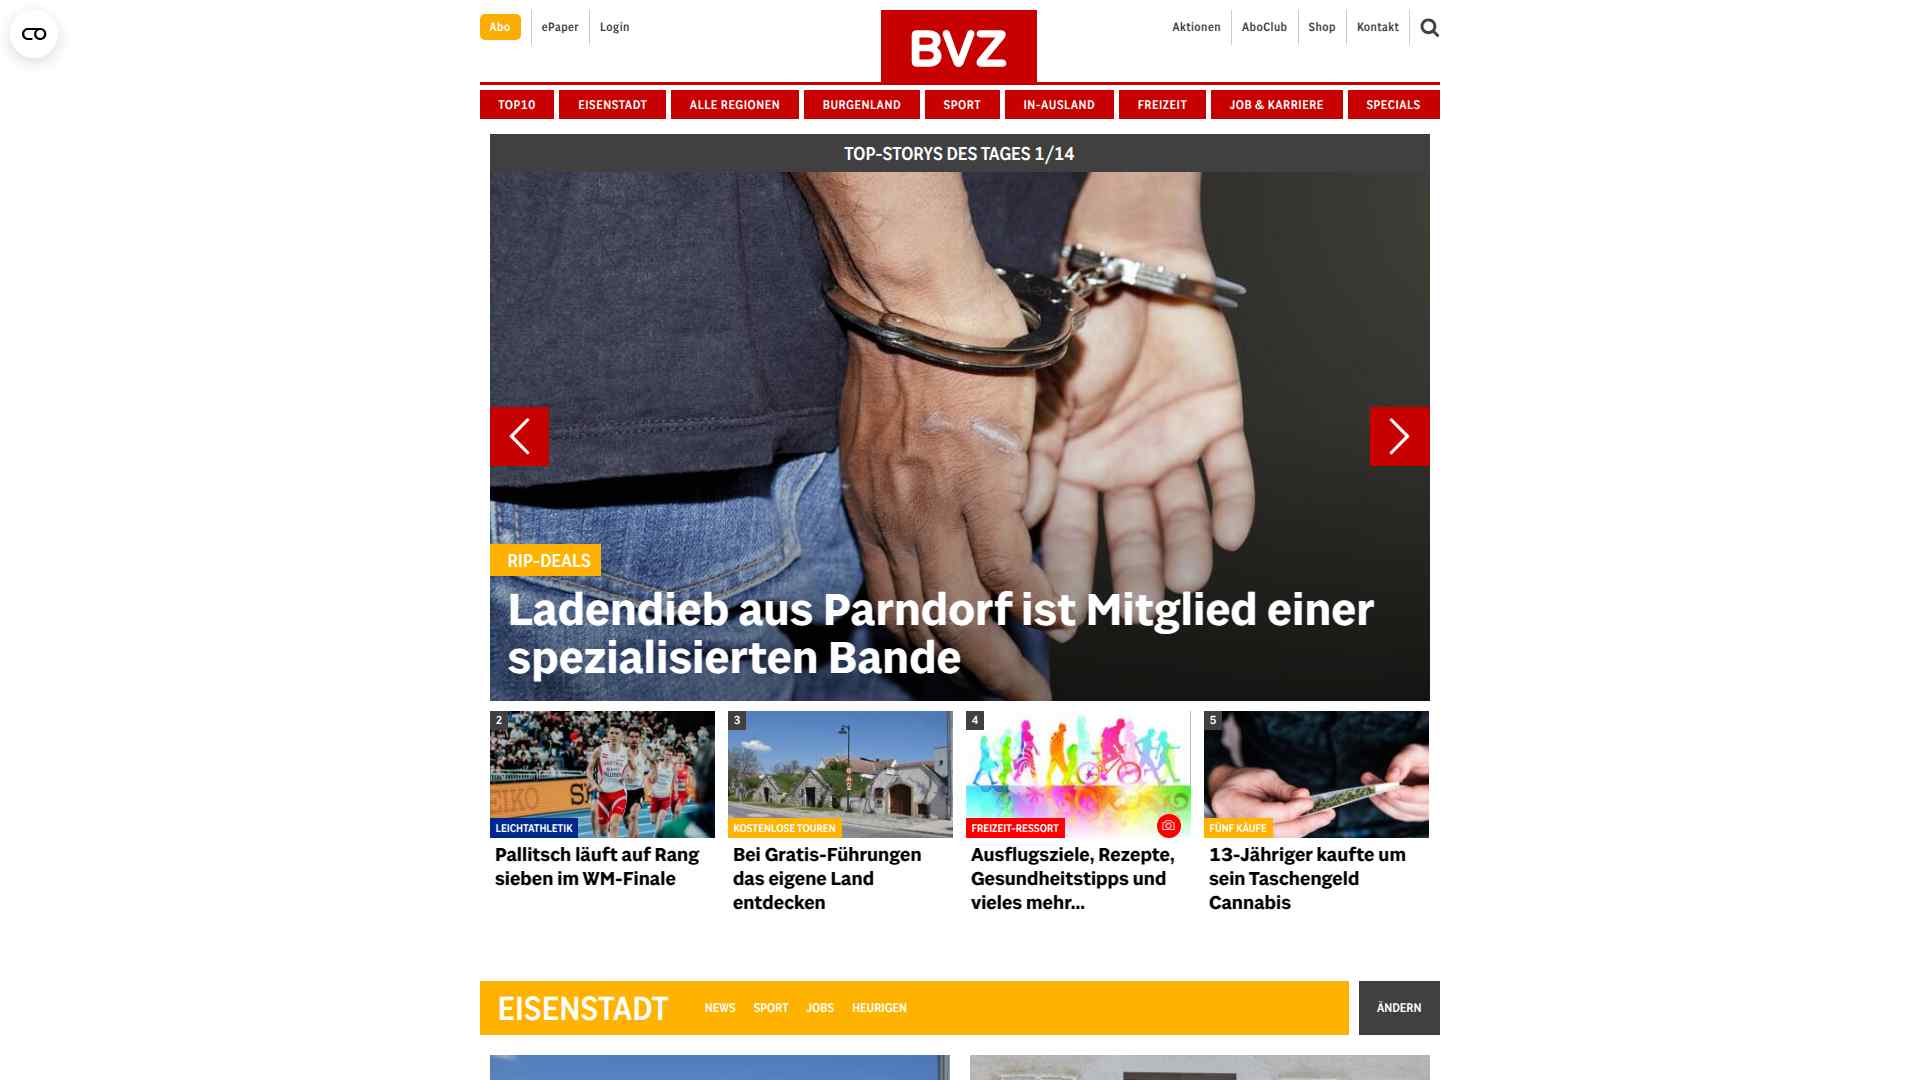 Abo
ePaper
Login
BVZ
Aktionen
AboClub
Shop
Kontakt
TOP10
EISENSTADT
ALLE REGIONEN
BURGENLAND
SPORT
IN-AUSLAND
FREIZEIT
JOB & KARRIERE
SPECIALS
TOP-STORYS DES TAGES 1/14
RIP-DEALS
Ladendieb aus Parndorf ist Mitglied einer
spezialisierten Bande
2
LEICHTATHLETIK
Pallitsch läuft auf Rang
sieben im WM-Finale
3
KOSTENLOSE TOUREN
Bei Gratis-Führungen
das eigene Land
entdecken
4
FREIZEIT-RESSORT
Ausflugsziele, Rezepte,
Gesundheitstipps und
vieles mehr...
5
FÜNF KÄUFE
13-Jähriger kaufte um
sein Taschengeld
Cannabis
EISENSTADT
NEWS
SPORT
JOBS
HEURIGEN
ÄNDERN